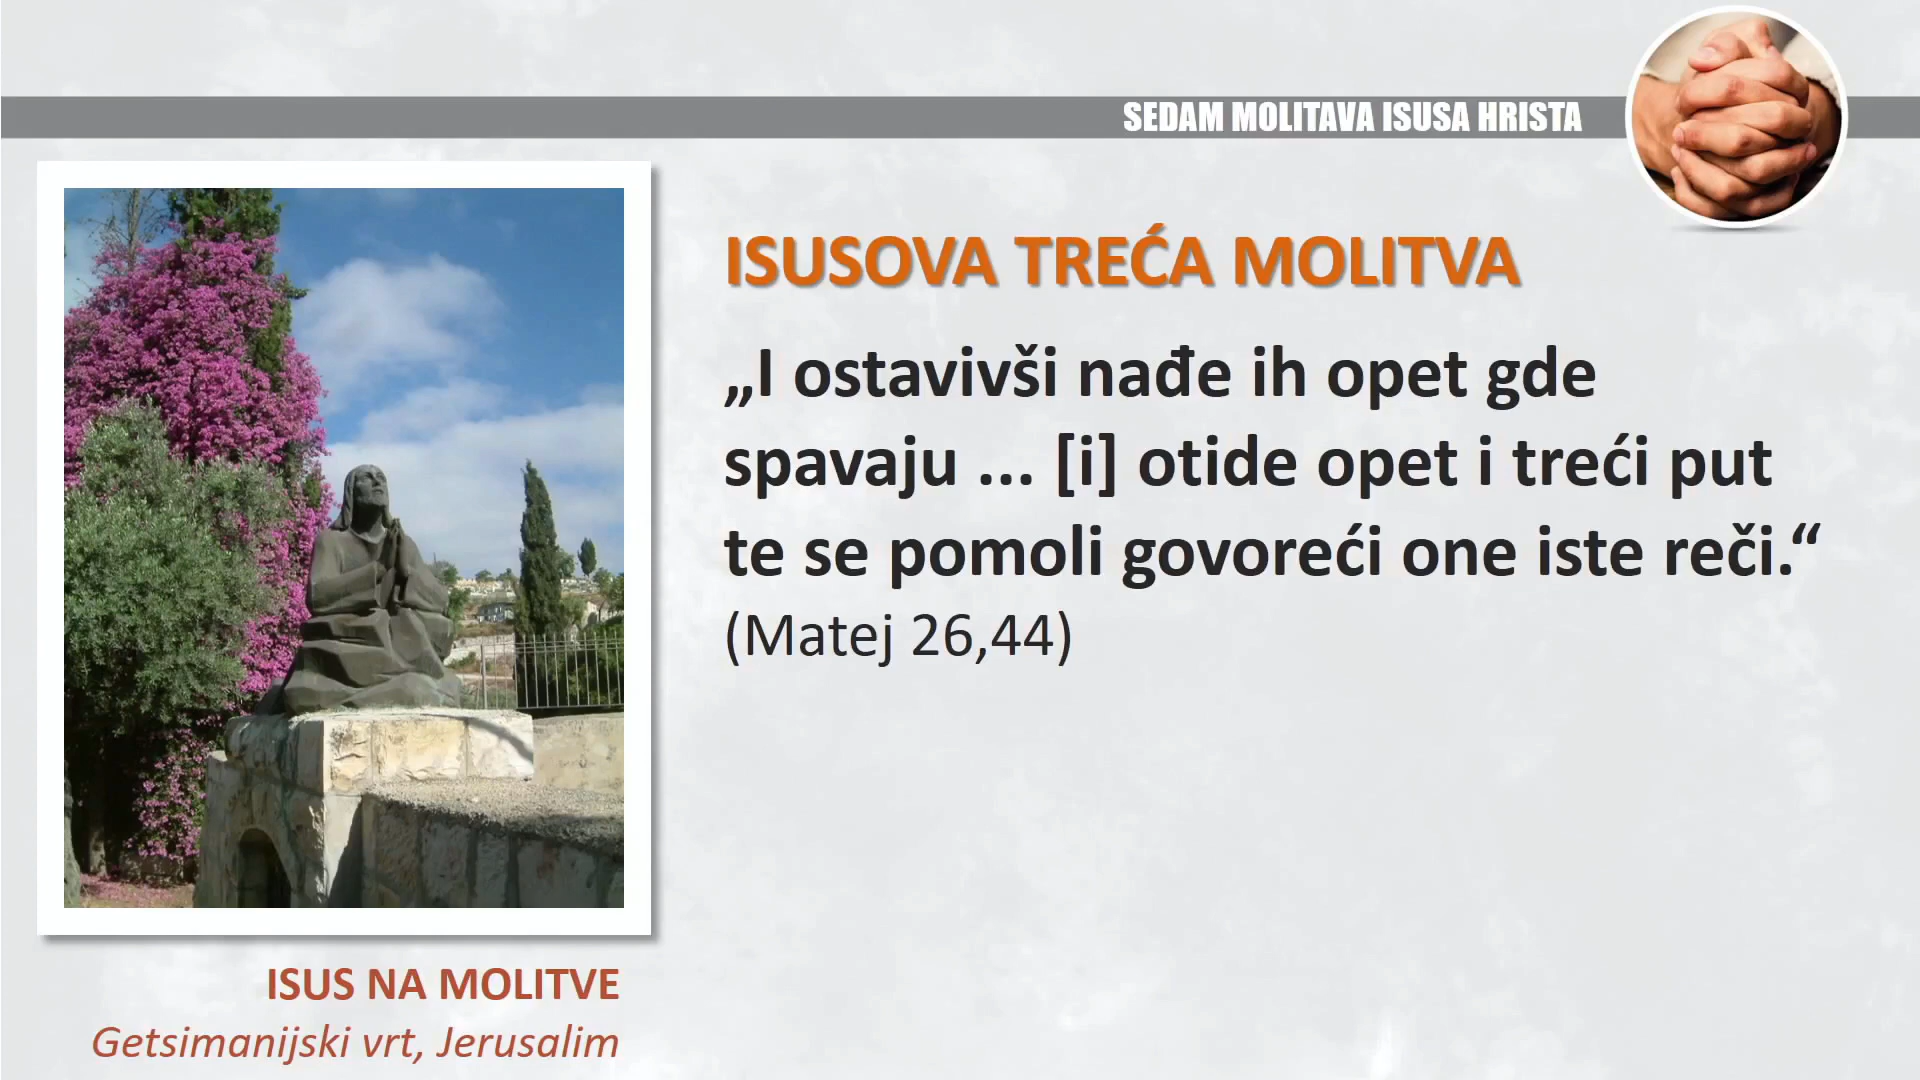 SEDAM MOLITAVA ISUSA HRISTA
ISUSOVA TREĆA MOLITVA
„I ostavivši nađe ih opet gde
spavaju ... [i] otide opet i treći put
te se pomoli govoreći one iste reči.“
(Matej 26,44)
ISUS NA MOLITVE
Getsimanijski vrt, Jerusalim